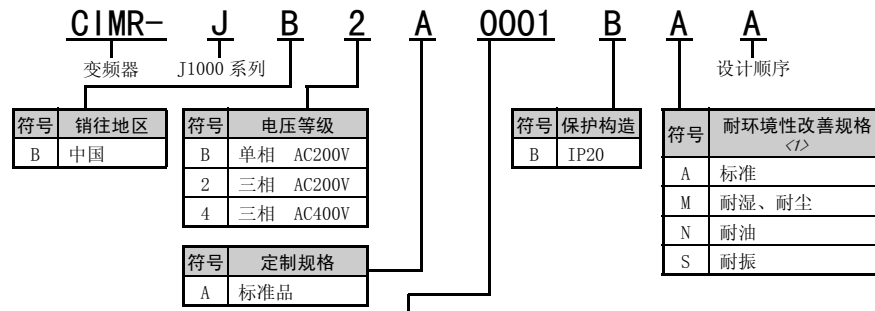 CIMR- J B 2 A 0001 B A A
变频器 J1000 系列 设计顺序
符号 销往地区
B 中国
符号 电压等级
B 单相 AC200V
2 三相 AC200V
4 三相 AC400V
符号 定制规格
A 标准品
符号 保护构造
B IP20
符号 耐环境性改善规格
<1>
A 标准
M 耐湿、耐尘
N 耐油
S 耐振